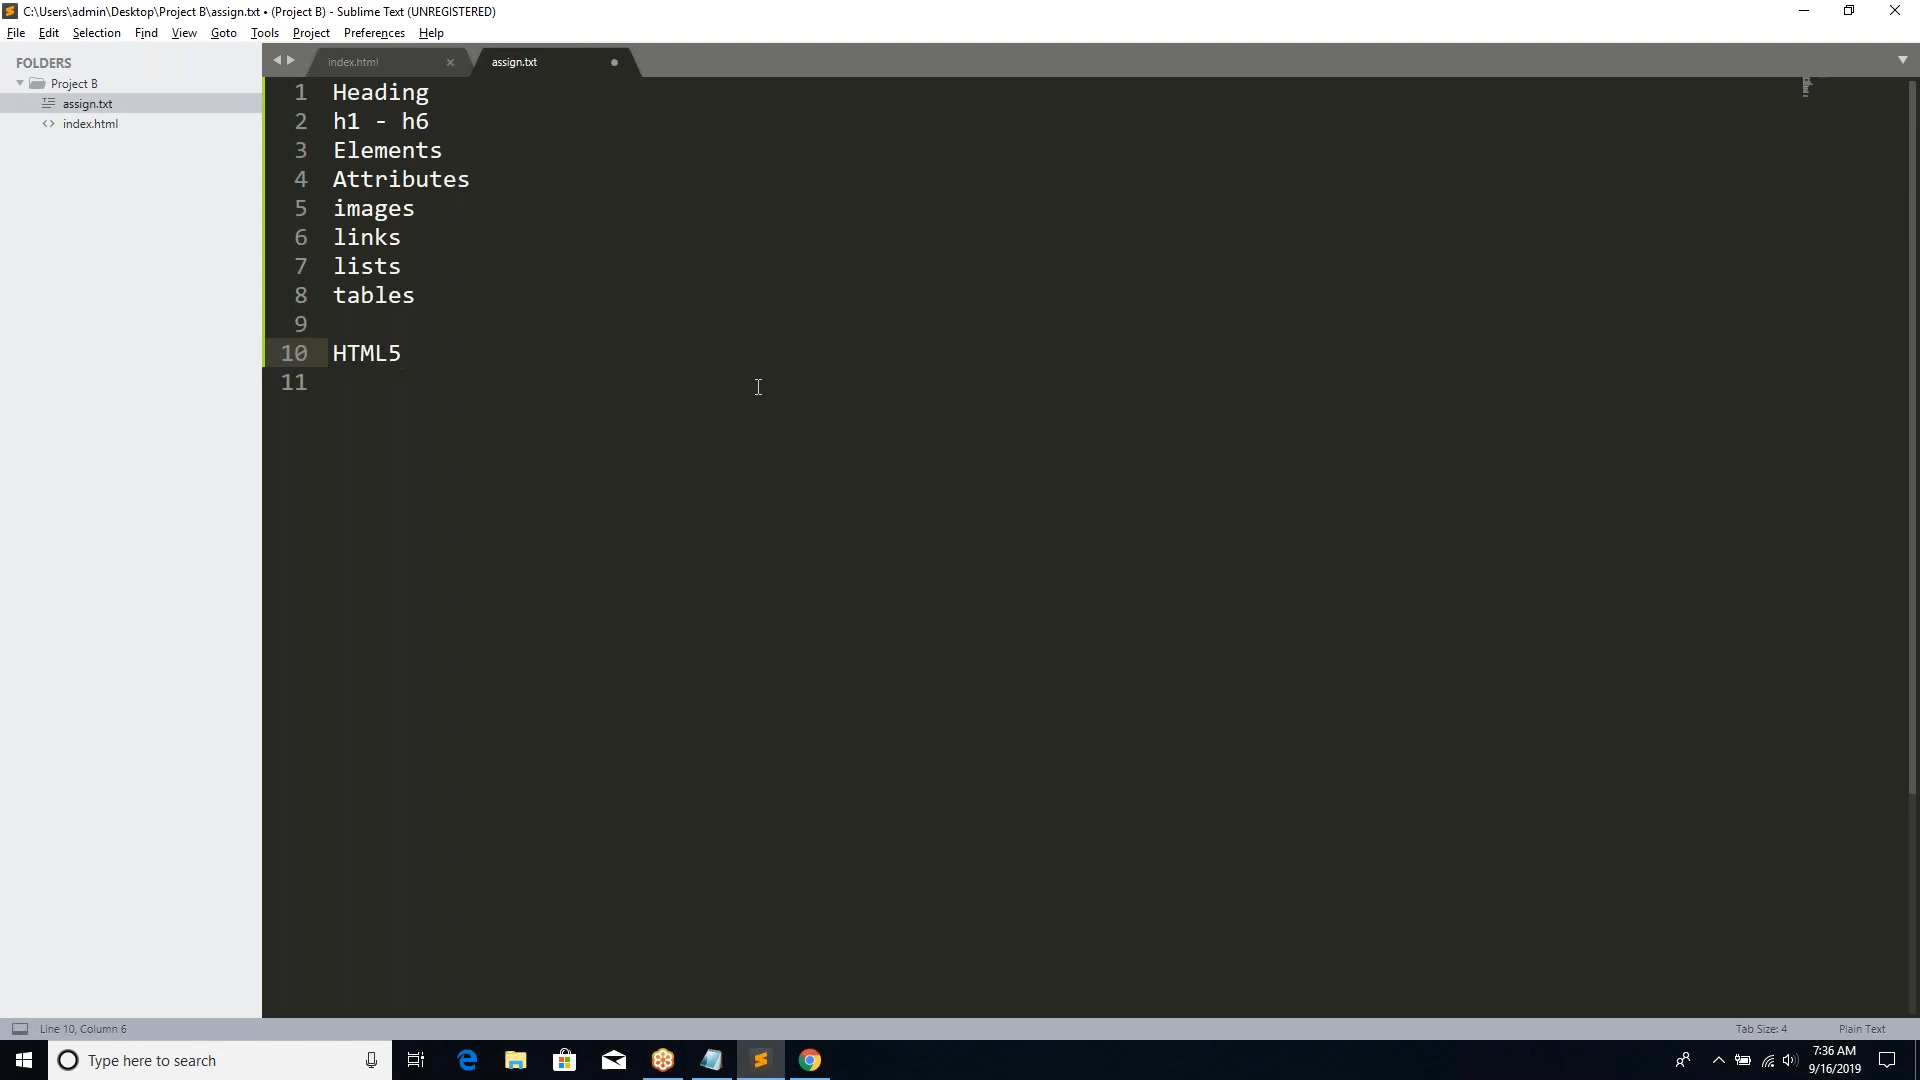 C:\Users\admin\Desktop\Project B\assign.txt • (Project B) - Sublime Text (UNREGISTERED)
File Edit Selection Find View Goto Tools Project Preferences Help
FOLDERS
Project B
assign.txt
index.html
index.html assign.txt
1 Heading
2 h1 - h6
3 Elements
4 Attributes
5 images
6 links
7 lists
8 tables
9
10 HTML5
11
Line 10, Column 6 Tab Size: 4 Plain Text
Type here to search
7:36 AM
9/16/2019